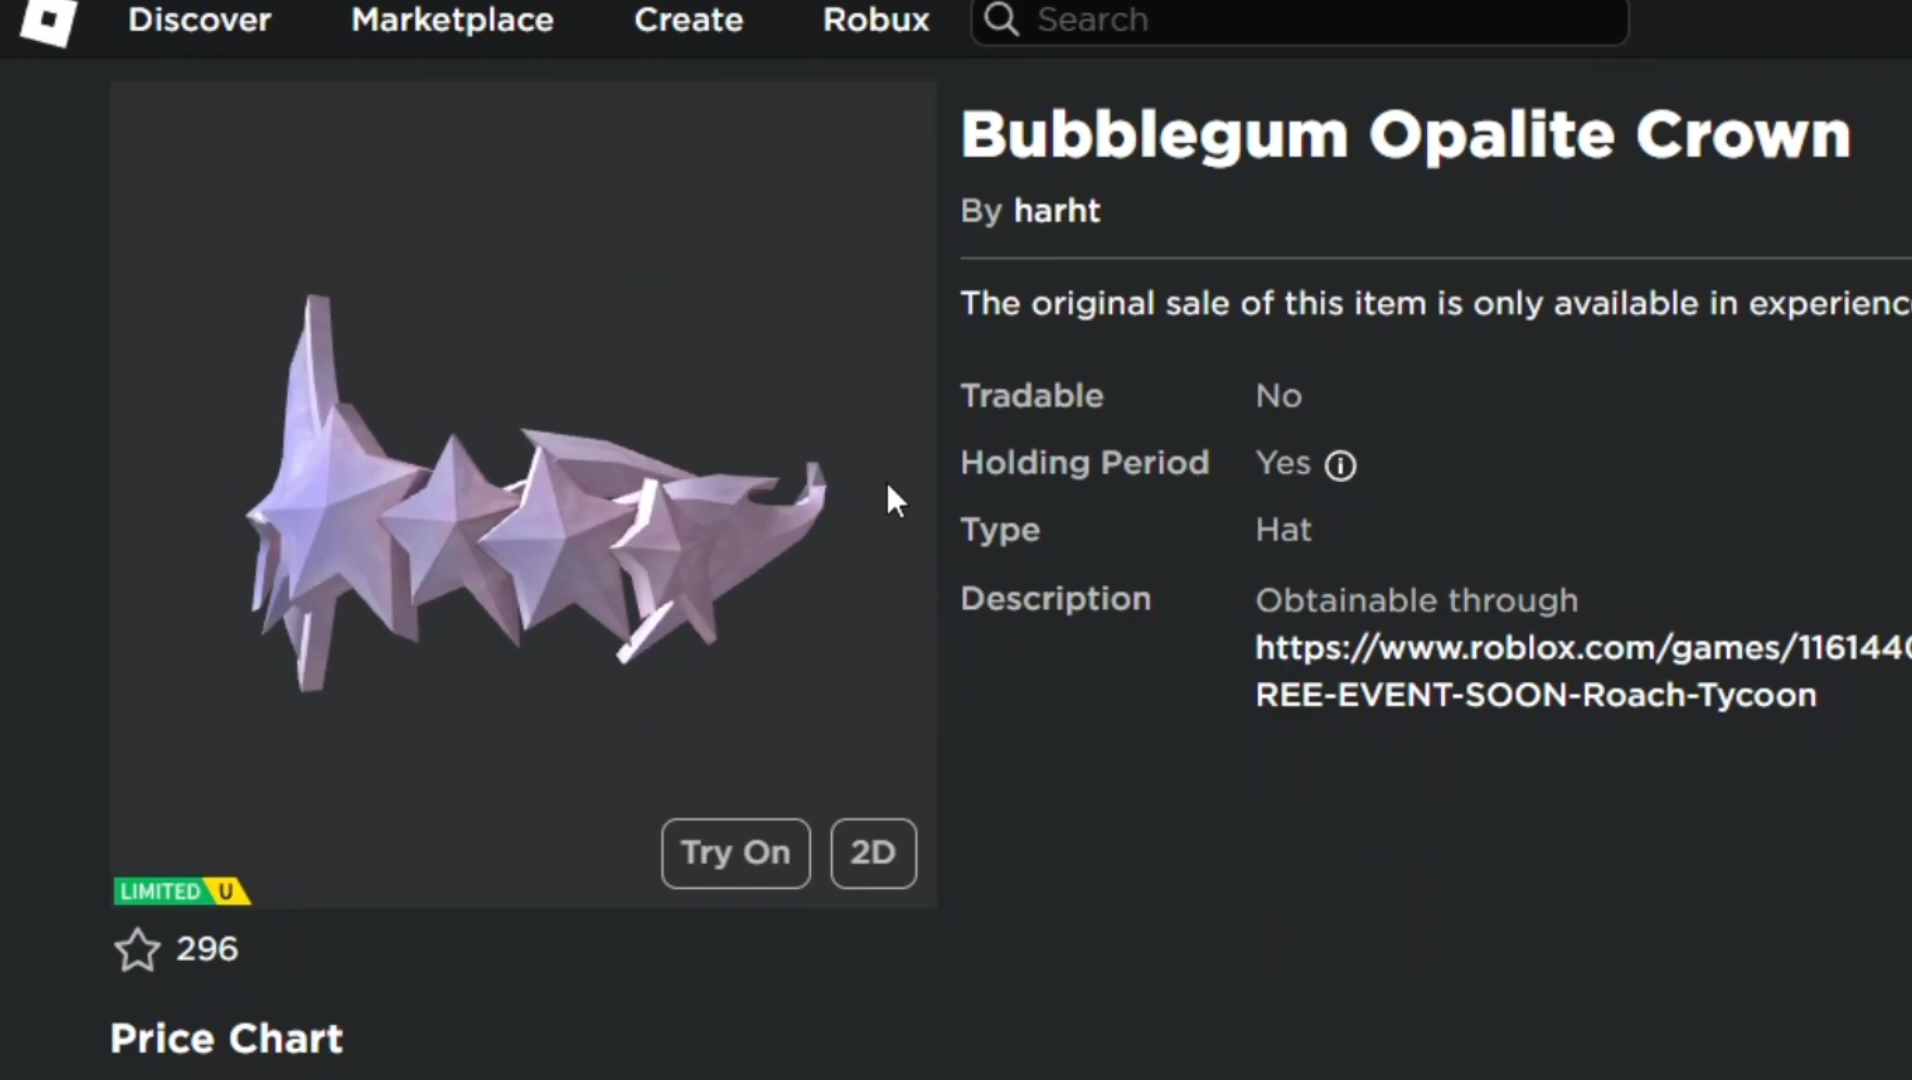 Discover Marketplace Create Robux Search
Bubblegum Opalite Crown
By harht
The original sale of this item is only available in experienc
Tradable No
Holding Period Yes
Type Hat
Description Obtainable through
https://www.roblox.com/games/1161440
REE-EVENT-SOON-Roach-Tycoon
Try On 2D
LIMITED U
296
Price Chart